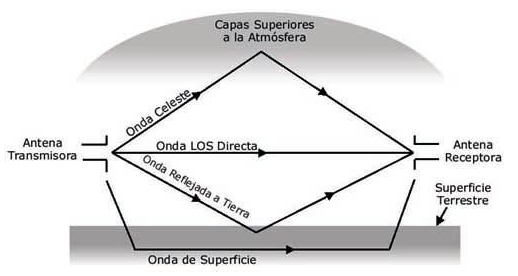 Capas Superiores
a la Atmósfera
Onda Celeste
Antena
Transmisora
Onda LOS Directa
Antena
Receptora
Onda Reflejada a Tierra
Superficie
Terrestre
Onda de Superficie